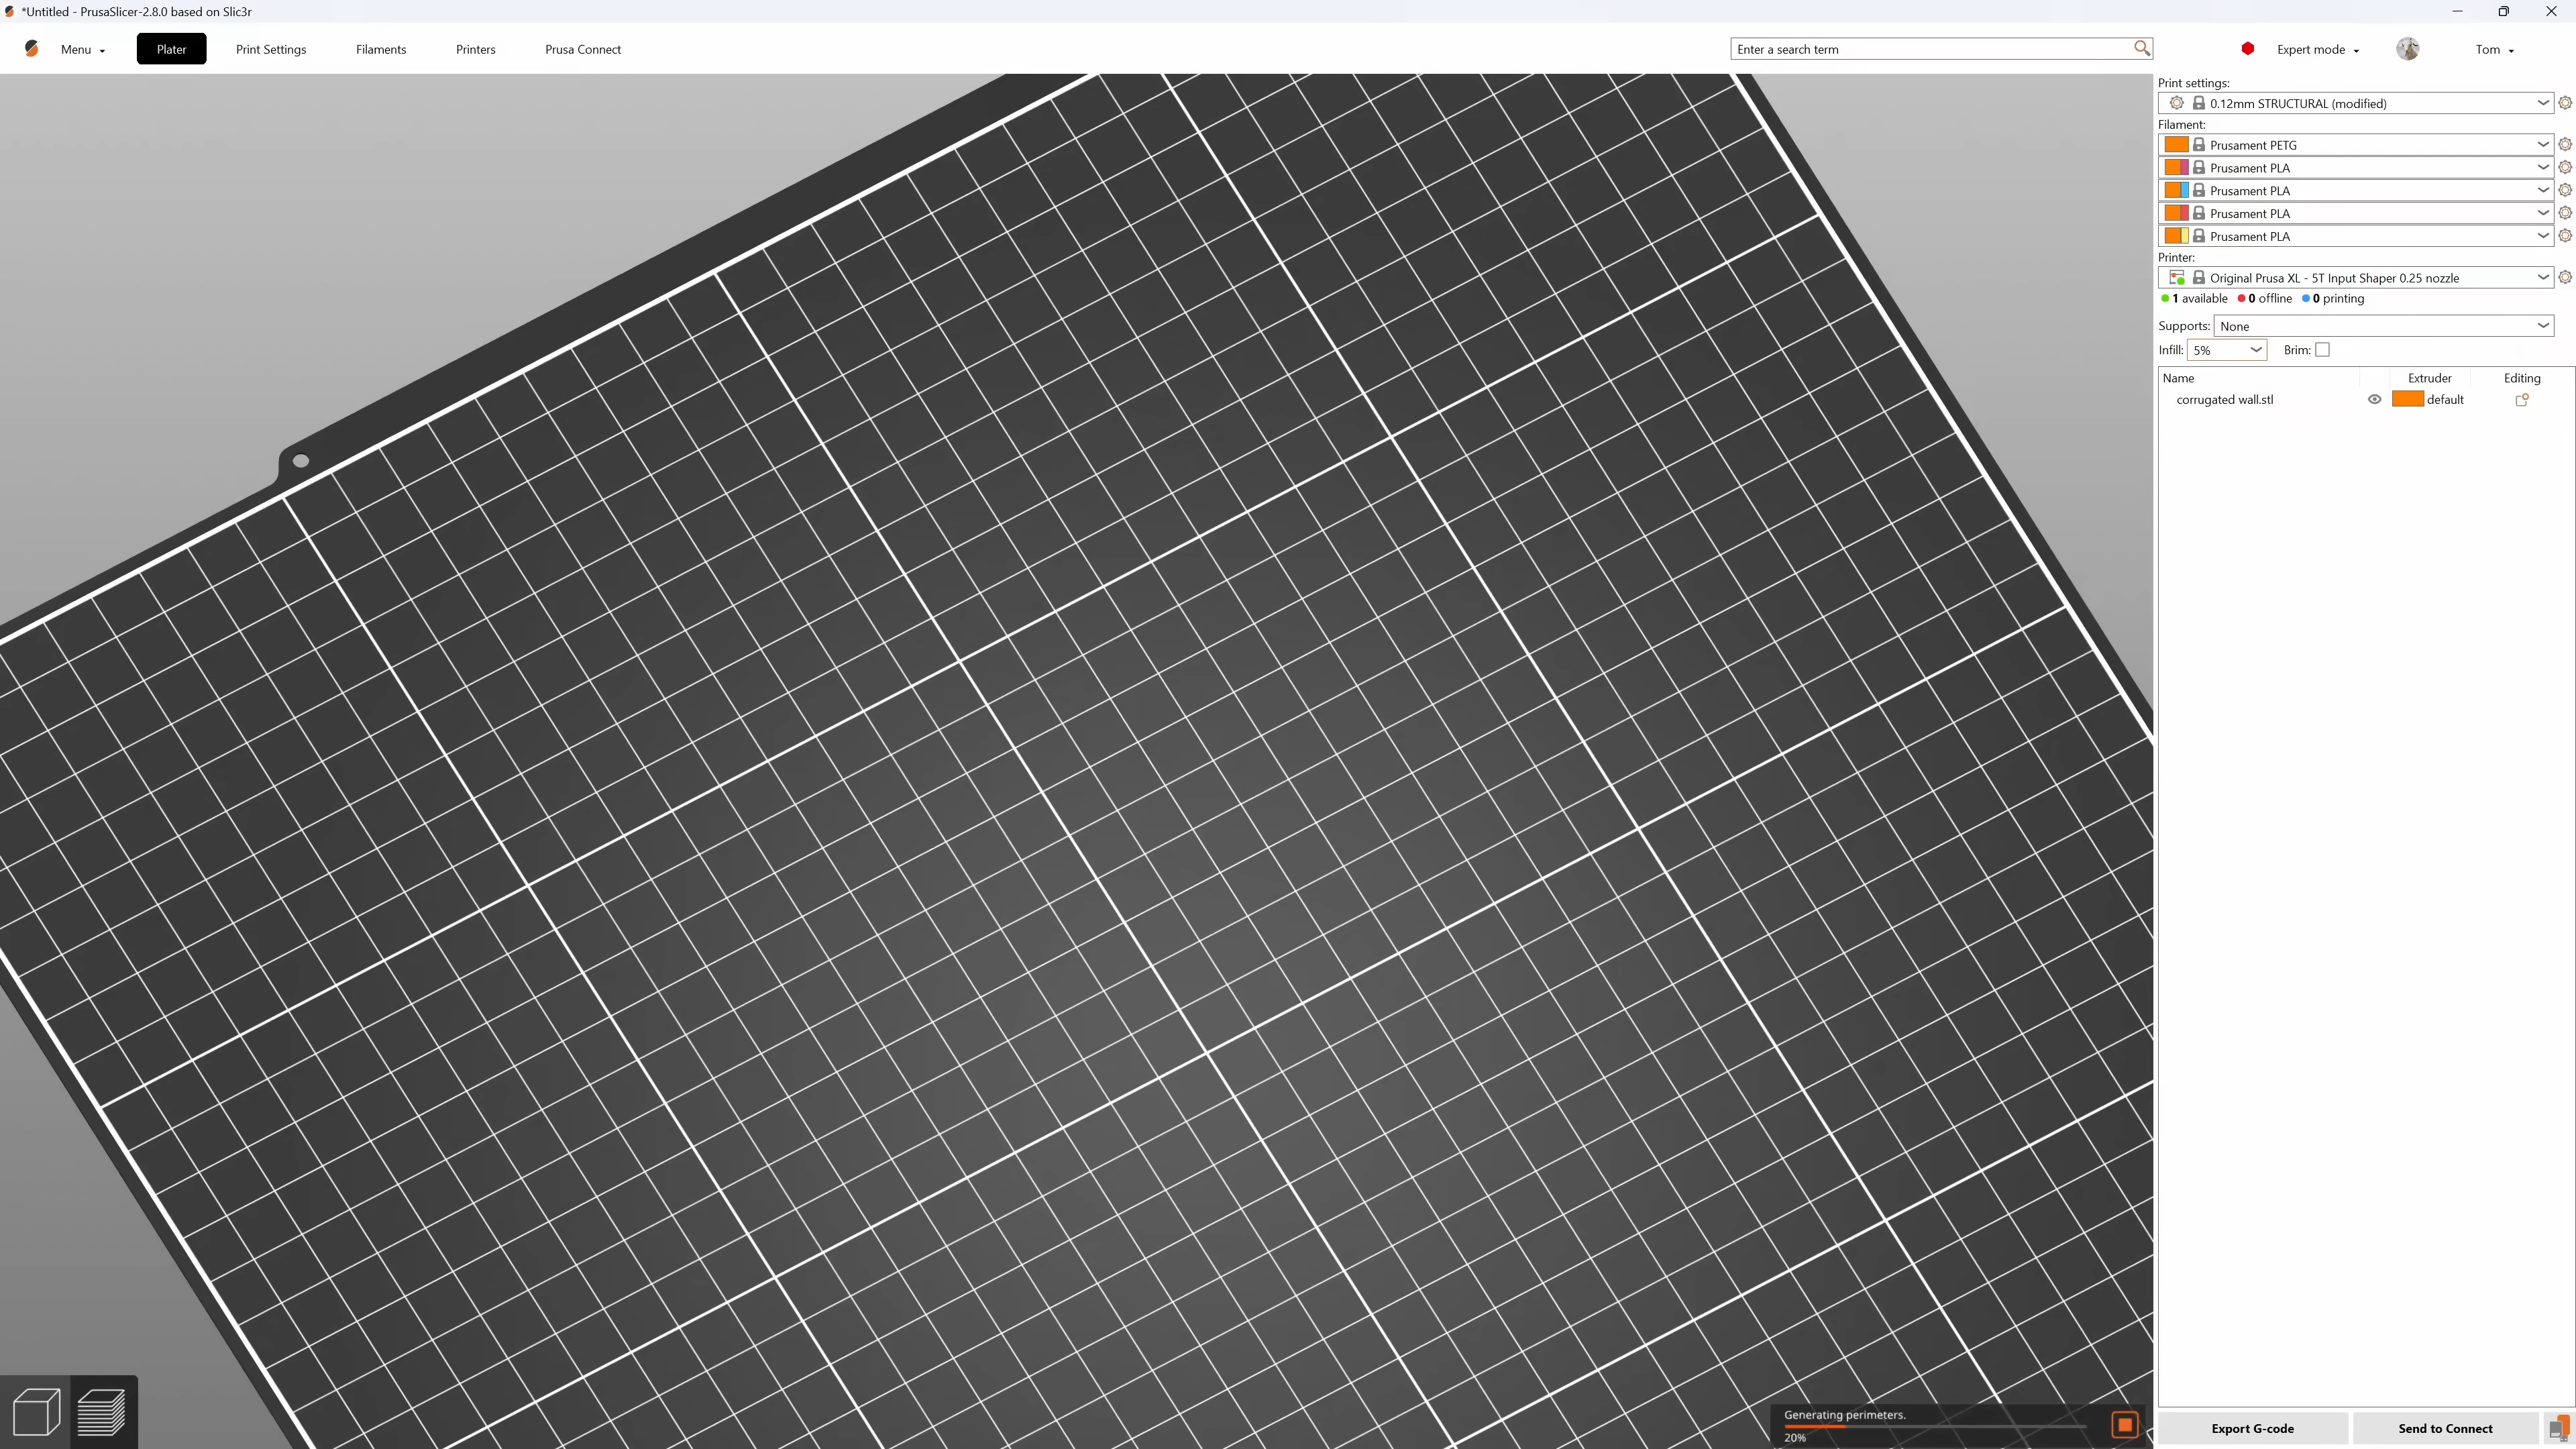 *Untitled - PrusaSlicer-2.8.0 based on Slic3r
Menu Plater Print Settings Filaments Printers Prusa Connect Enter a search term Expert mode Tom
Print settings:
0.12mm STRUCTURAL (modified)
Filament:
Prusament PETG
Prusament PLA
Prusament PLA
Prusament PLA
Prusament PLA
Printer:
Original Prusa XL - 5T Input Shaper 0.25 nozzle
1 available 0 offline 0 printing
Supports: None
Infill: 5% Brim:
Name Extruder Editing
corrugated wall.stl default
Generating perimeters.
20%
Export G-code Send to Connect